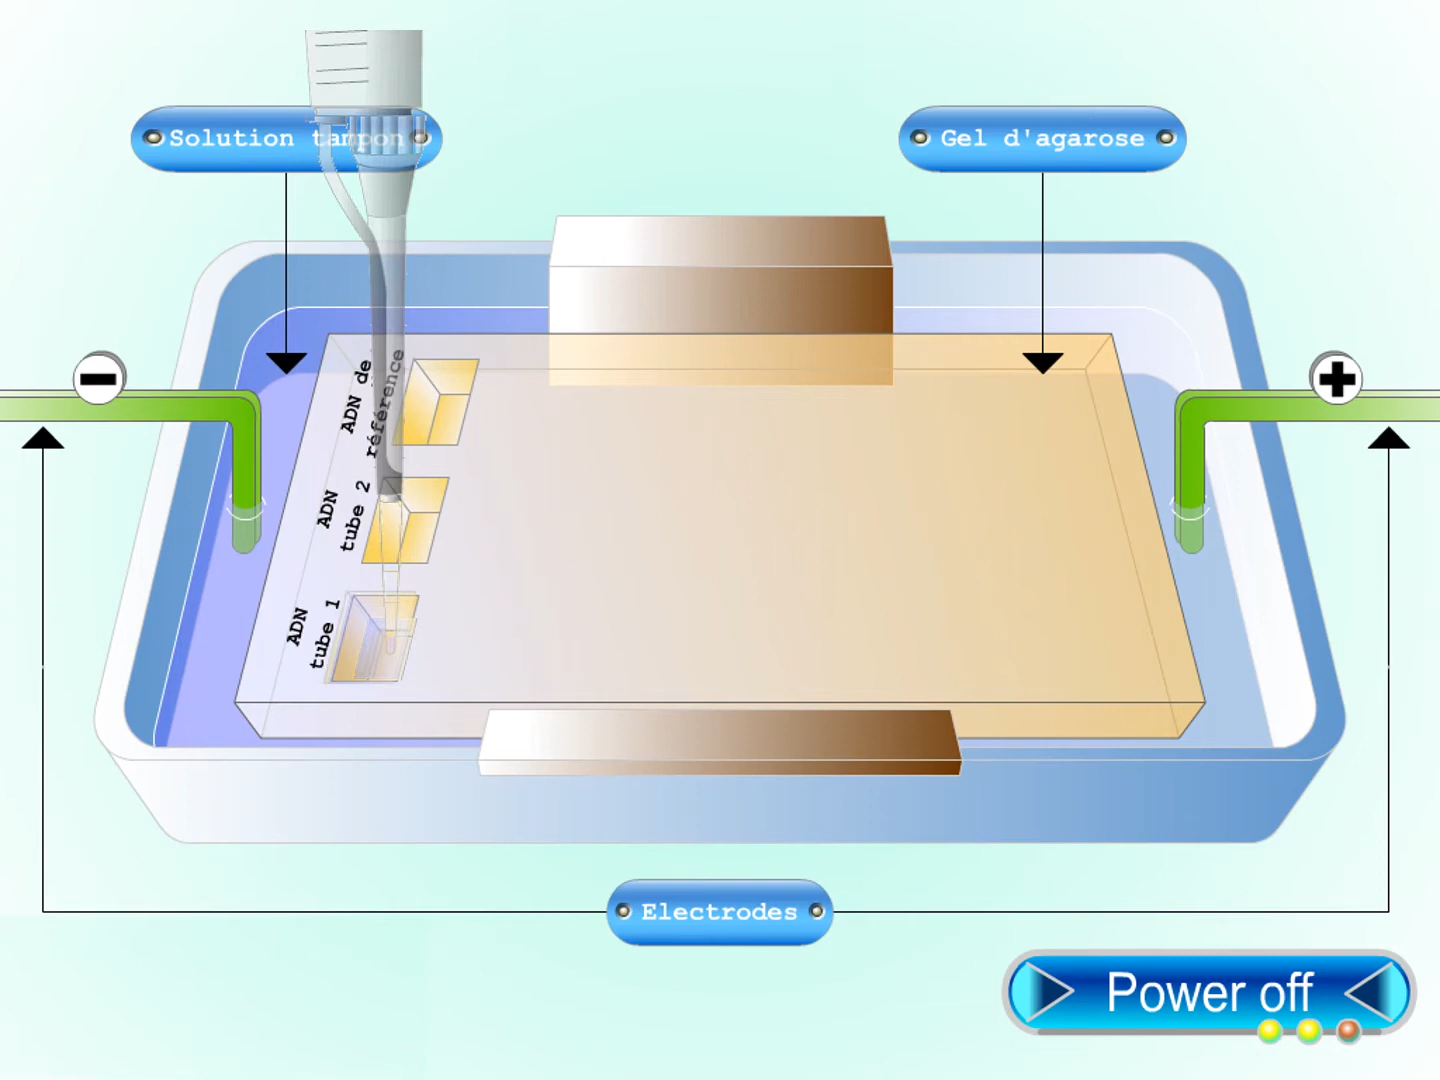 Solution tampon
Gel d'agarose
ADN de
référence
ADN
tube 2
ADN
tube 1
Electrodes
Power off